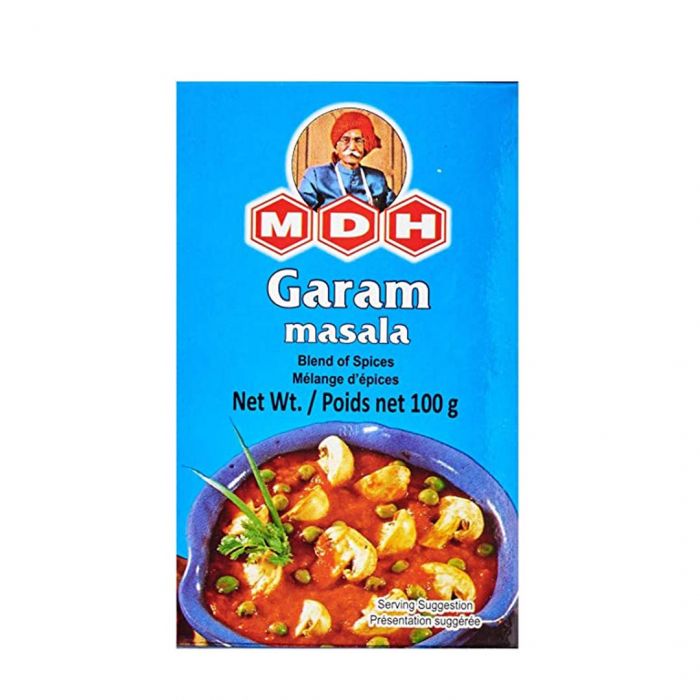 MDH
Garam
masala
Blend of Spices
Mélange d'épices
Net Wt. / Poids net 100 g
Serving Suggestion
Présentation suggérée